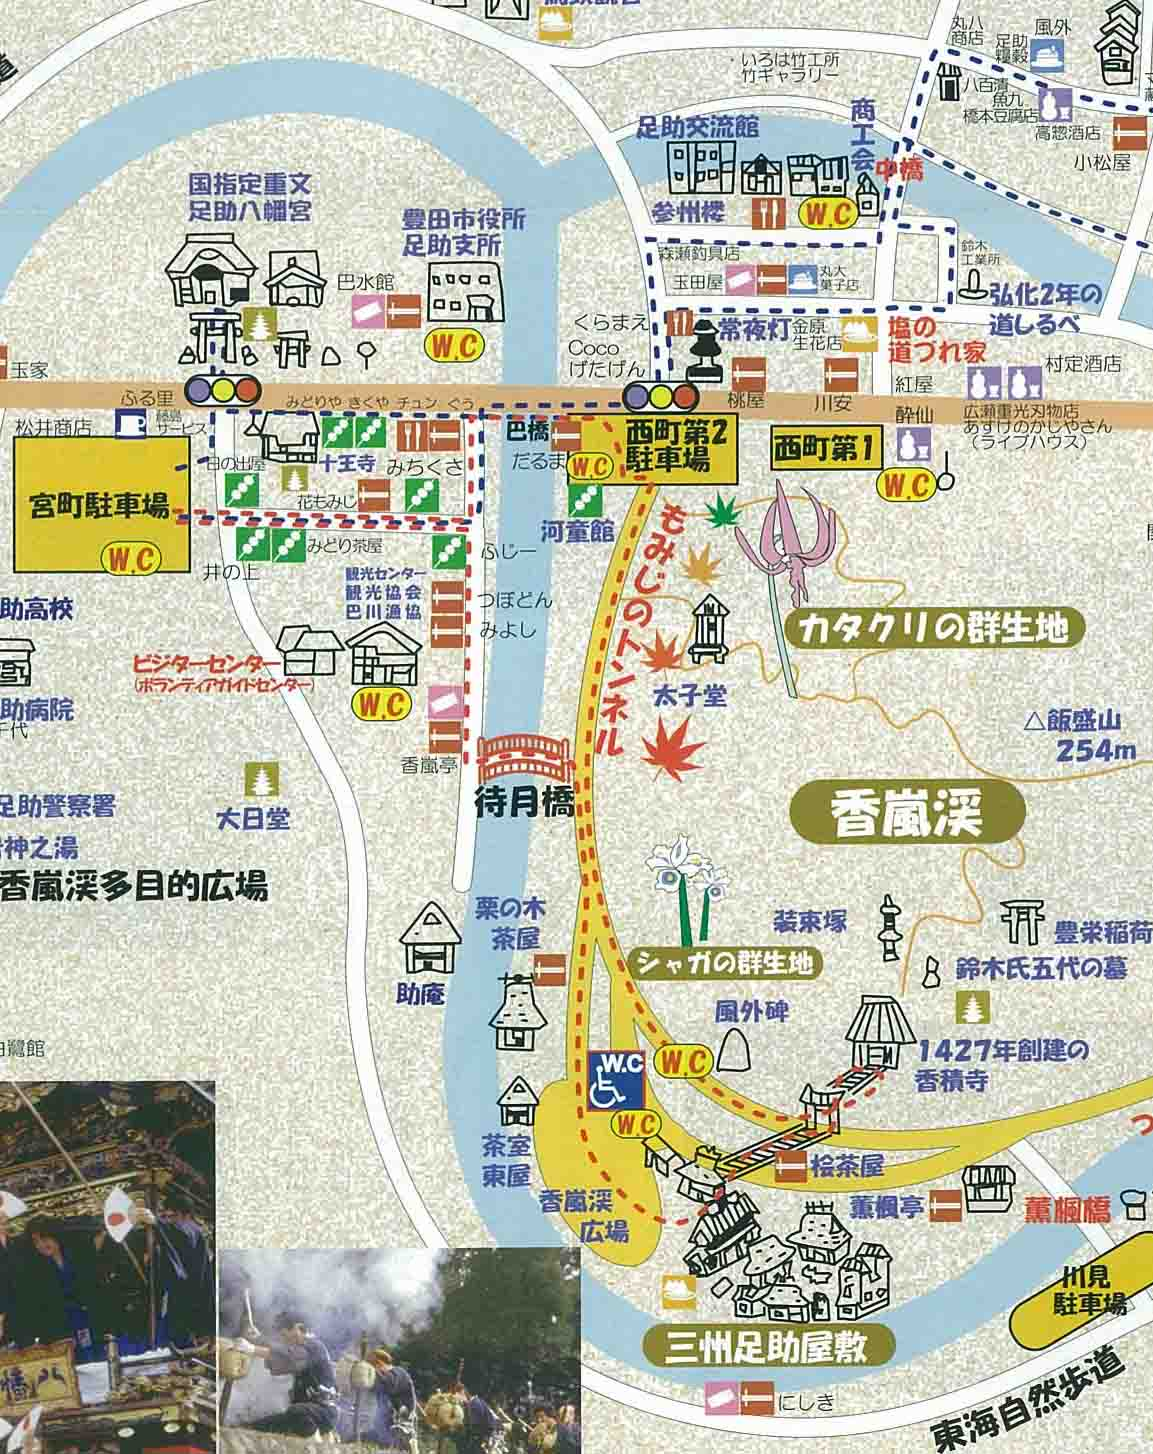 丸八
商店
風外
足助
糧穀
いろは竹工所
竹ギャラリー
八百清
魚九
橋本豆腐店
高惣酒店
小松屋
足助交流館
商工会
中橋
参州楼
W.C
国指定重文
足助八幡宮
豊田市役所
足助支所
巴水館
W.C
森瀬釣具店
玉田屋
丸大
菓子店
鈴木
工業所
弘化2年の
道しるべ
くらまえ
Coco
げたげん
常夜灯
金原
生花店
塩の
道づれ家
村定酒店
玉家
ふる里
みどりや きくや チュン ぐぅ
桃屋
川安
紅屋
酔仙
広瀬重光刃物店
あすけのかじやさん
(ライブハウス)
松井商店
藤島
サービス
巴橋
だるま
W.C
西町第2
駐車場
西町第1
W.C
日の出屋
十王寺
みちくさ
花もみじ
宮町駐車場
W.C
河童館
もみじのトンネル
みどり茶屋
井の上
ふじー
観光センター
観光協会
巴川漁協
つぼどん
みよし
助高校
カタクリの群生地
ビジターセンター
(ボランティアガイドセンター)
W.C
太子堂
助病院
千代
△飯盛山
254m
香嵐亭
待月橋
大日堂
足助警察署
神之湯
香嵐渓多目的広場
香嵐渓
栗の木
茶屋
装束塚
豊栄稲荷
シャガの群生地
鈴木氏五代の墓
助庵
風外碑
白鷺館
W.C
W.C
W.C
1427年創建の
香積寺
茶室
東屋
桧茶屋
香嵐渓
広場
薫楓亭
薫楓橋
川見
駐車場
三州足助屋敷
にしき
東海自然歩道